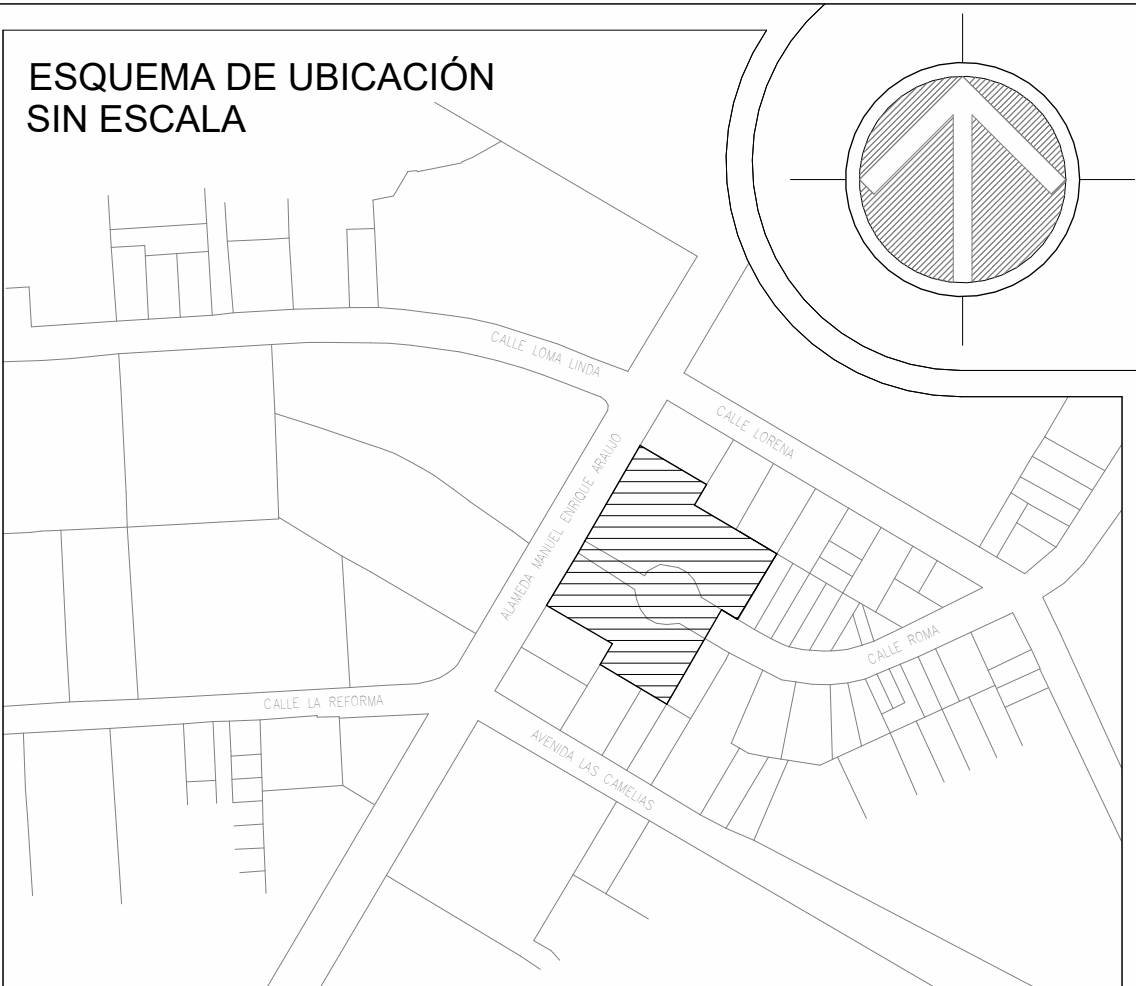 ESQUEMA DE UBICACIÓN
SIN ESCALA
CALLE LOMA LINDA
CALLE LORENA
ALAMEDA MANUEL ENRIQUE ARAUJO
CALLE ROMA
CALLE LA REFORMA
AVENIDA LAS CAMELIAS